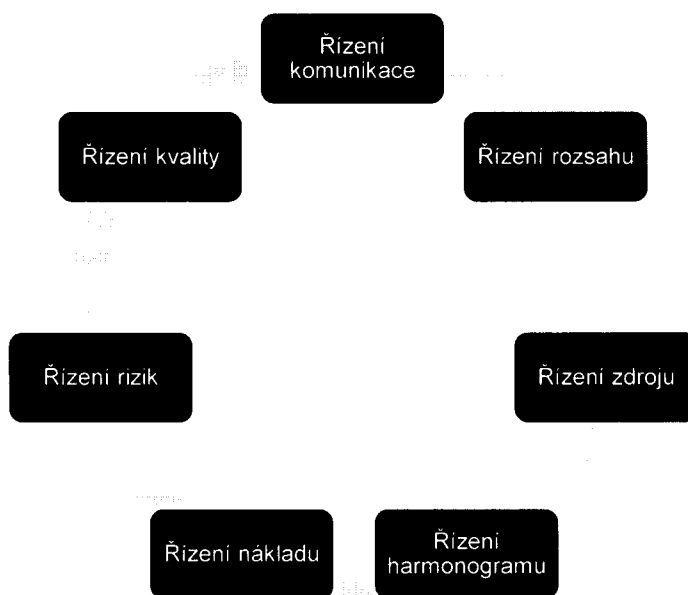 Řízení
komunikace
Řízení kvality
Řízení rozsahu
Řízení rizik
Řízení zdroju
Řízení nákladu
Řízení
harmonogramu